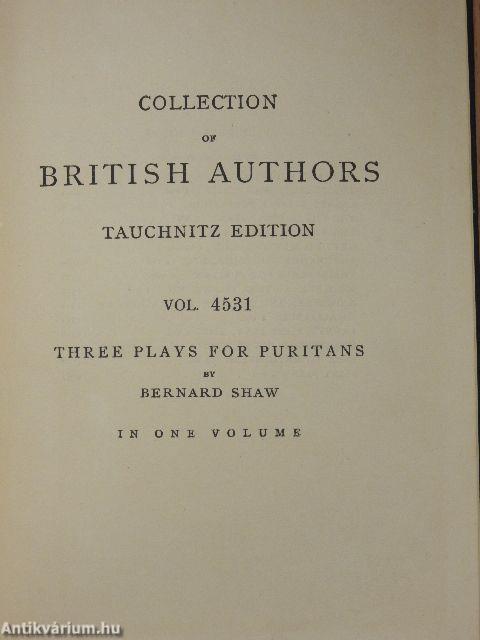 COLLECTION
OF
BRITISH AUTHORS
TAUCHNITZ EDITION
VOL. 4531
THREE PLAYS FOR PURITANS
BY
BERNARD SHAW
IN ONE VOLUME
Antikvárium.hu